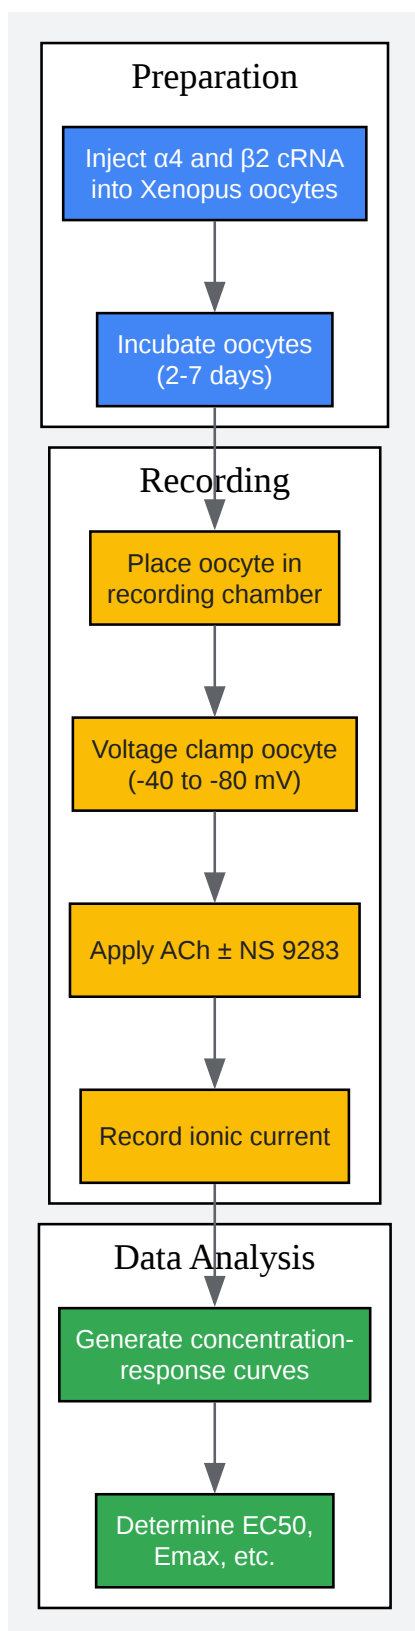 Preparation
Inject α4 and β2 cRNA
into Xenopus oocytes
Incubate oocytes
(2-7 days)
Recording
Place oocyte in
recording chamber
Voltage clamp oocyte
(-40 to -80 mV)
Apply ACh ± NS 9283
Record ionic current
Data Analysis
Generate concentration-
response curves
Determine EC50,
Emax, etc.